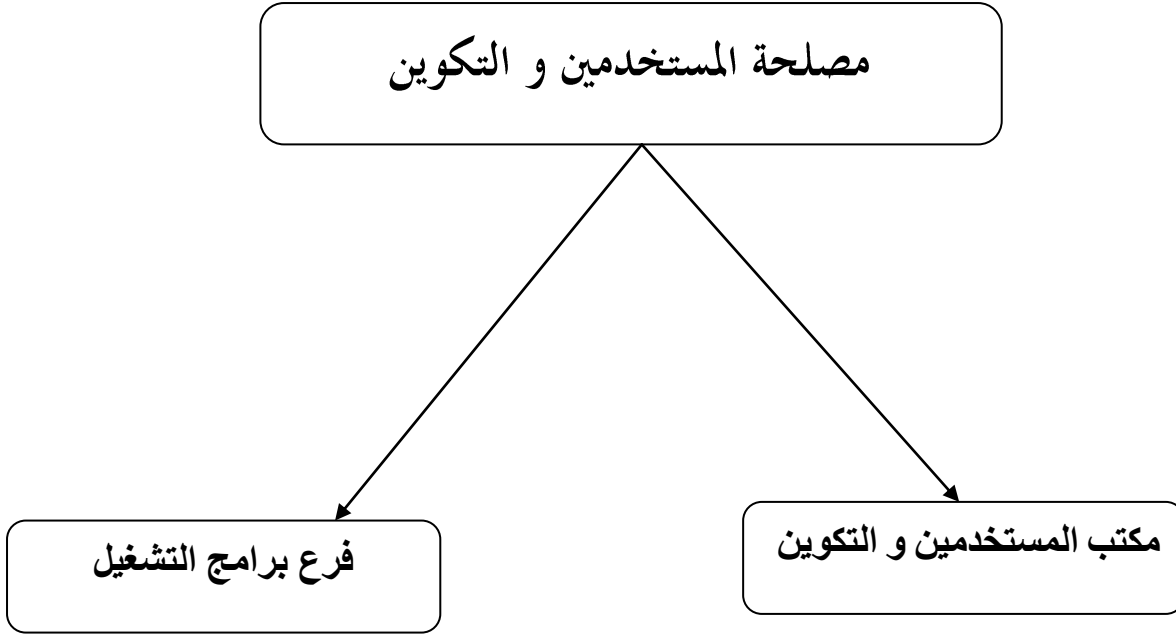 مصلحة المستخدمين و التكوين
مكتب المستخدمين و التكوين
فرع برامج التشغيل